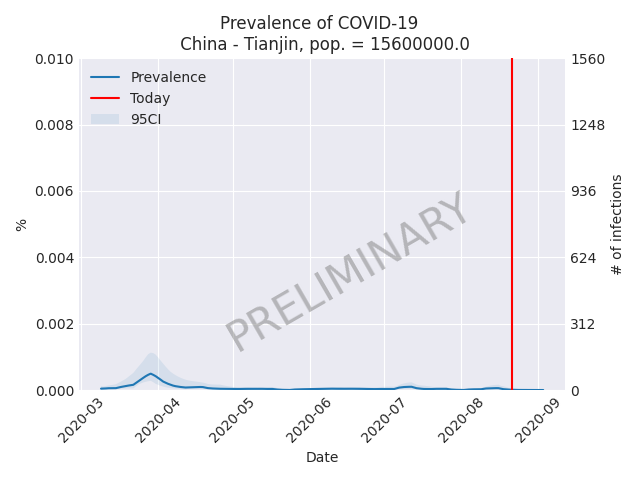 Prevalence of COVID-19
China - Tianjin, pop. = 15600000.0
0.010
0.008
0.006
0.004
0.002
0.000
%
Prevalence
Today
95CI
PRELIMINARY
1560
1248
936
624
312
0
# of infections
2020-03
2020-04
2020-05
2020-06
2020-07
2020-08
2020-09
Date